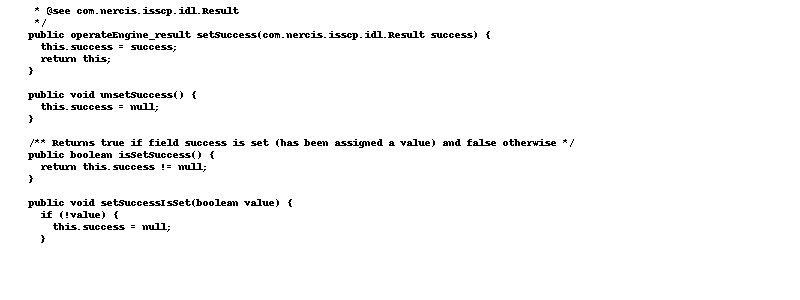 * @see com.nercis.isscp.idl.Result
*/
public operateEngine_result setSuccess(com.nercis.isscp.idl.Result success) {
this.success = success;
return this;
}
public void unsetSuccess() {
this.success = null;
}
/** Returns true if field success is set (has been assigned a value) and false otherwise */
public boolean isSetSuccess() {
return this.success != null;
}
public void setSuccessIsSet(boolean value) {
if (!value) {
this.success = null;
}